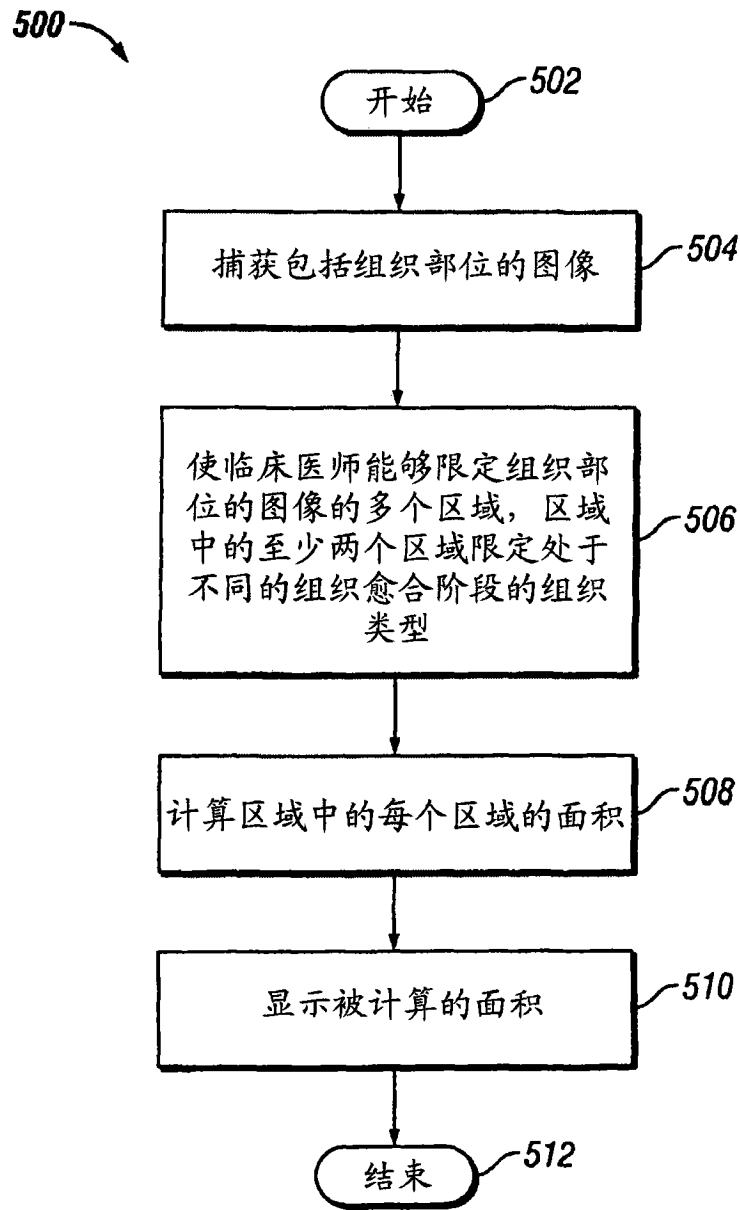 500
开始
502
捕获包括组织部位的图像
504
使临床医师能够限定组织部
位的图像的多个区域，区域
中的至少两个区域限定处于
不同的组织愈合阶段的组织
类型
506
计算区域中的每个区域的面积
508
显示被计算的面积
510
结束
512